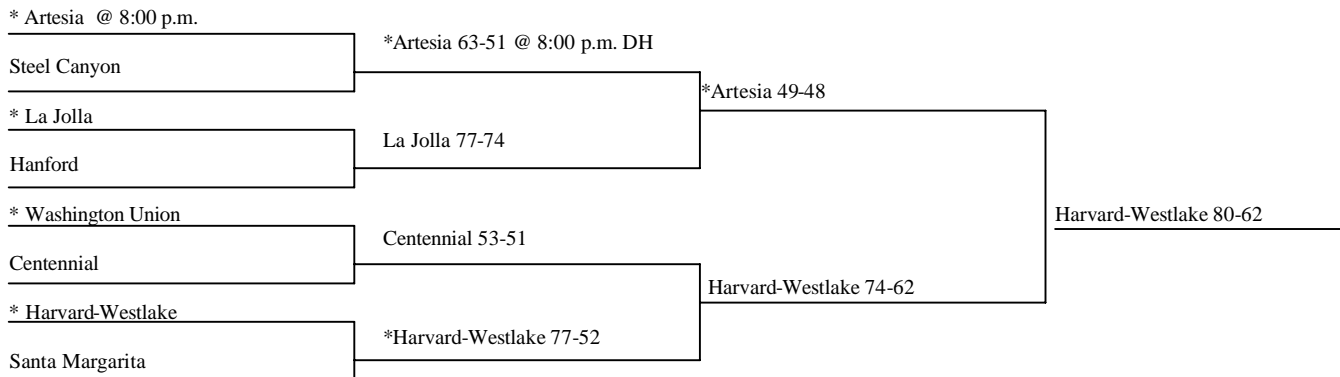 * Artesia @ 8:00 p.m.
Steel Canyon
* La Jolla
Hanford
* Washington Union
Centennial
* Harvard-Westlake
Santa Margarita
*Artesia 63-51 @ 8:00 p.m. DH
La Jolla 77-74
Centennial 53-51
*Harvard-Westlake 77-52
*Artesia 49-48
Harvard-Westlake 74-62
Harvard-Westlake 80-62